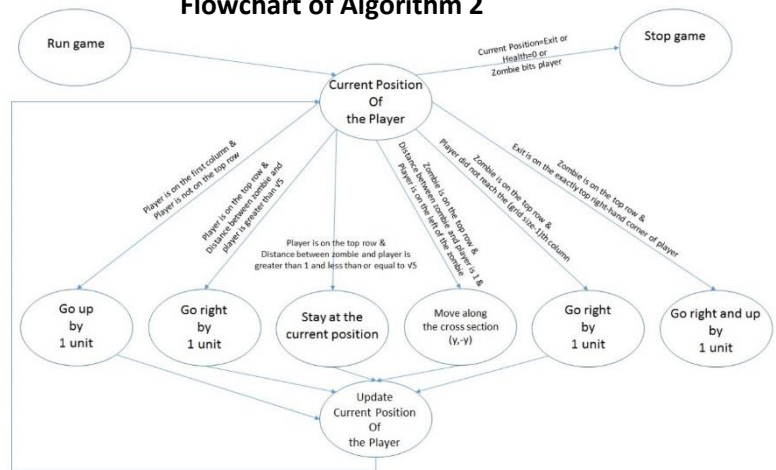 Flowchart of Algorithm 2
Run game
Current Position=Exit or
Health=0 or
Zombie bits player
Stop game
Current Position
Of
the Player
Player is on the first column &
Player is not on the top row
Player is on the top row &
Distance between zombie and
player is greater than √5
Player is on the top row &
Distance between zombie and player is
greater than 1 and less than or equal to √5
Zombie is on the top row &
Distance between zombie and player is 1 &
Player is on the left of the zombie
Zombie is on the top row &
Player did not reach the (grid size-1)th column
Zombie is on the top row &
Exit is on the exactly top right-hand corner of player
Go up
by
1 unit
Go right
by
1 unit
Stay at the
current position
Move along
the cross section
(y,-y)
Go right
by
1 unit
Go right and up
by
1 unit
Update
Current Position
Of
the Player